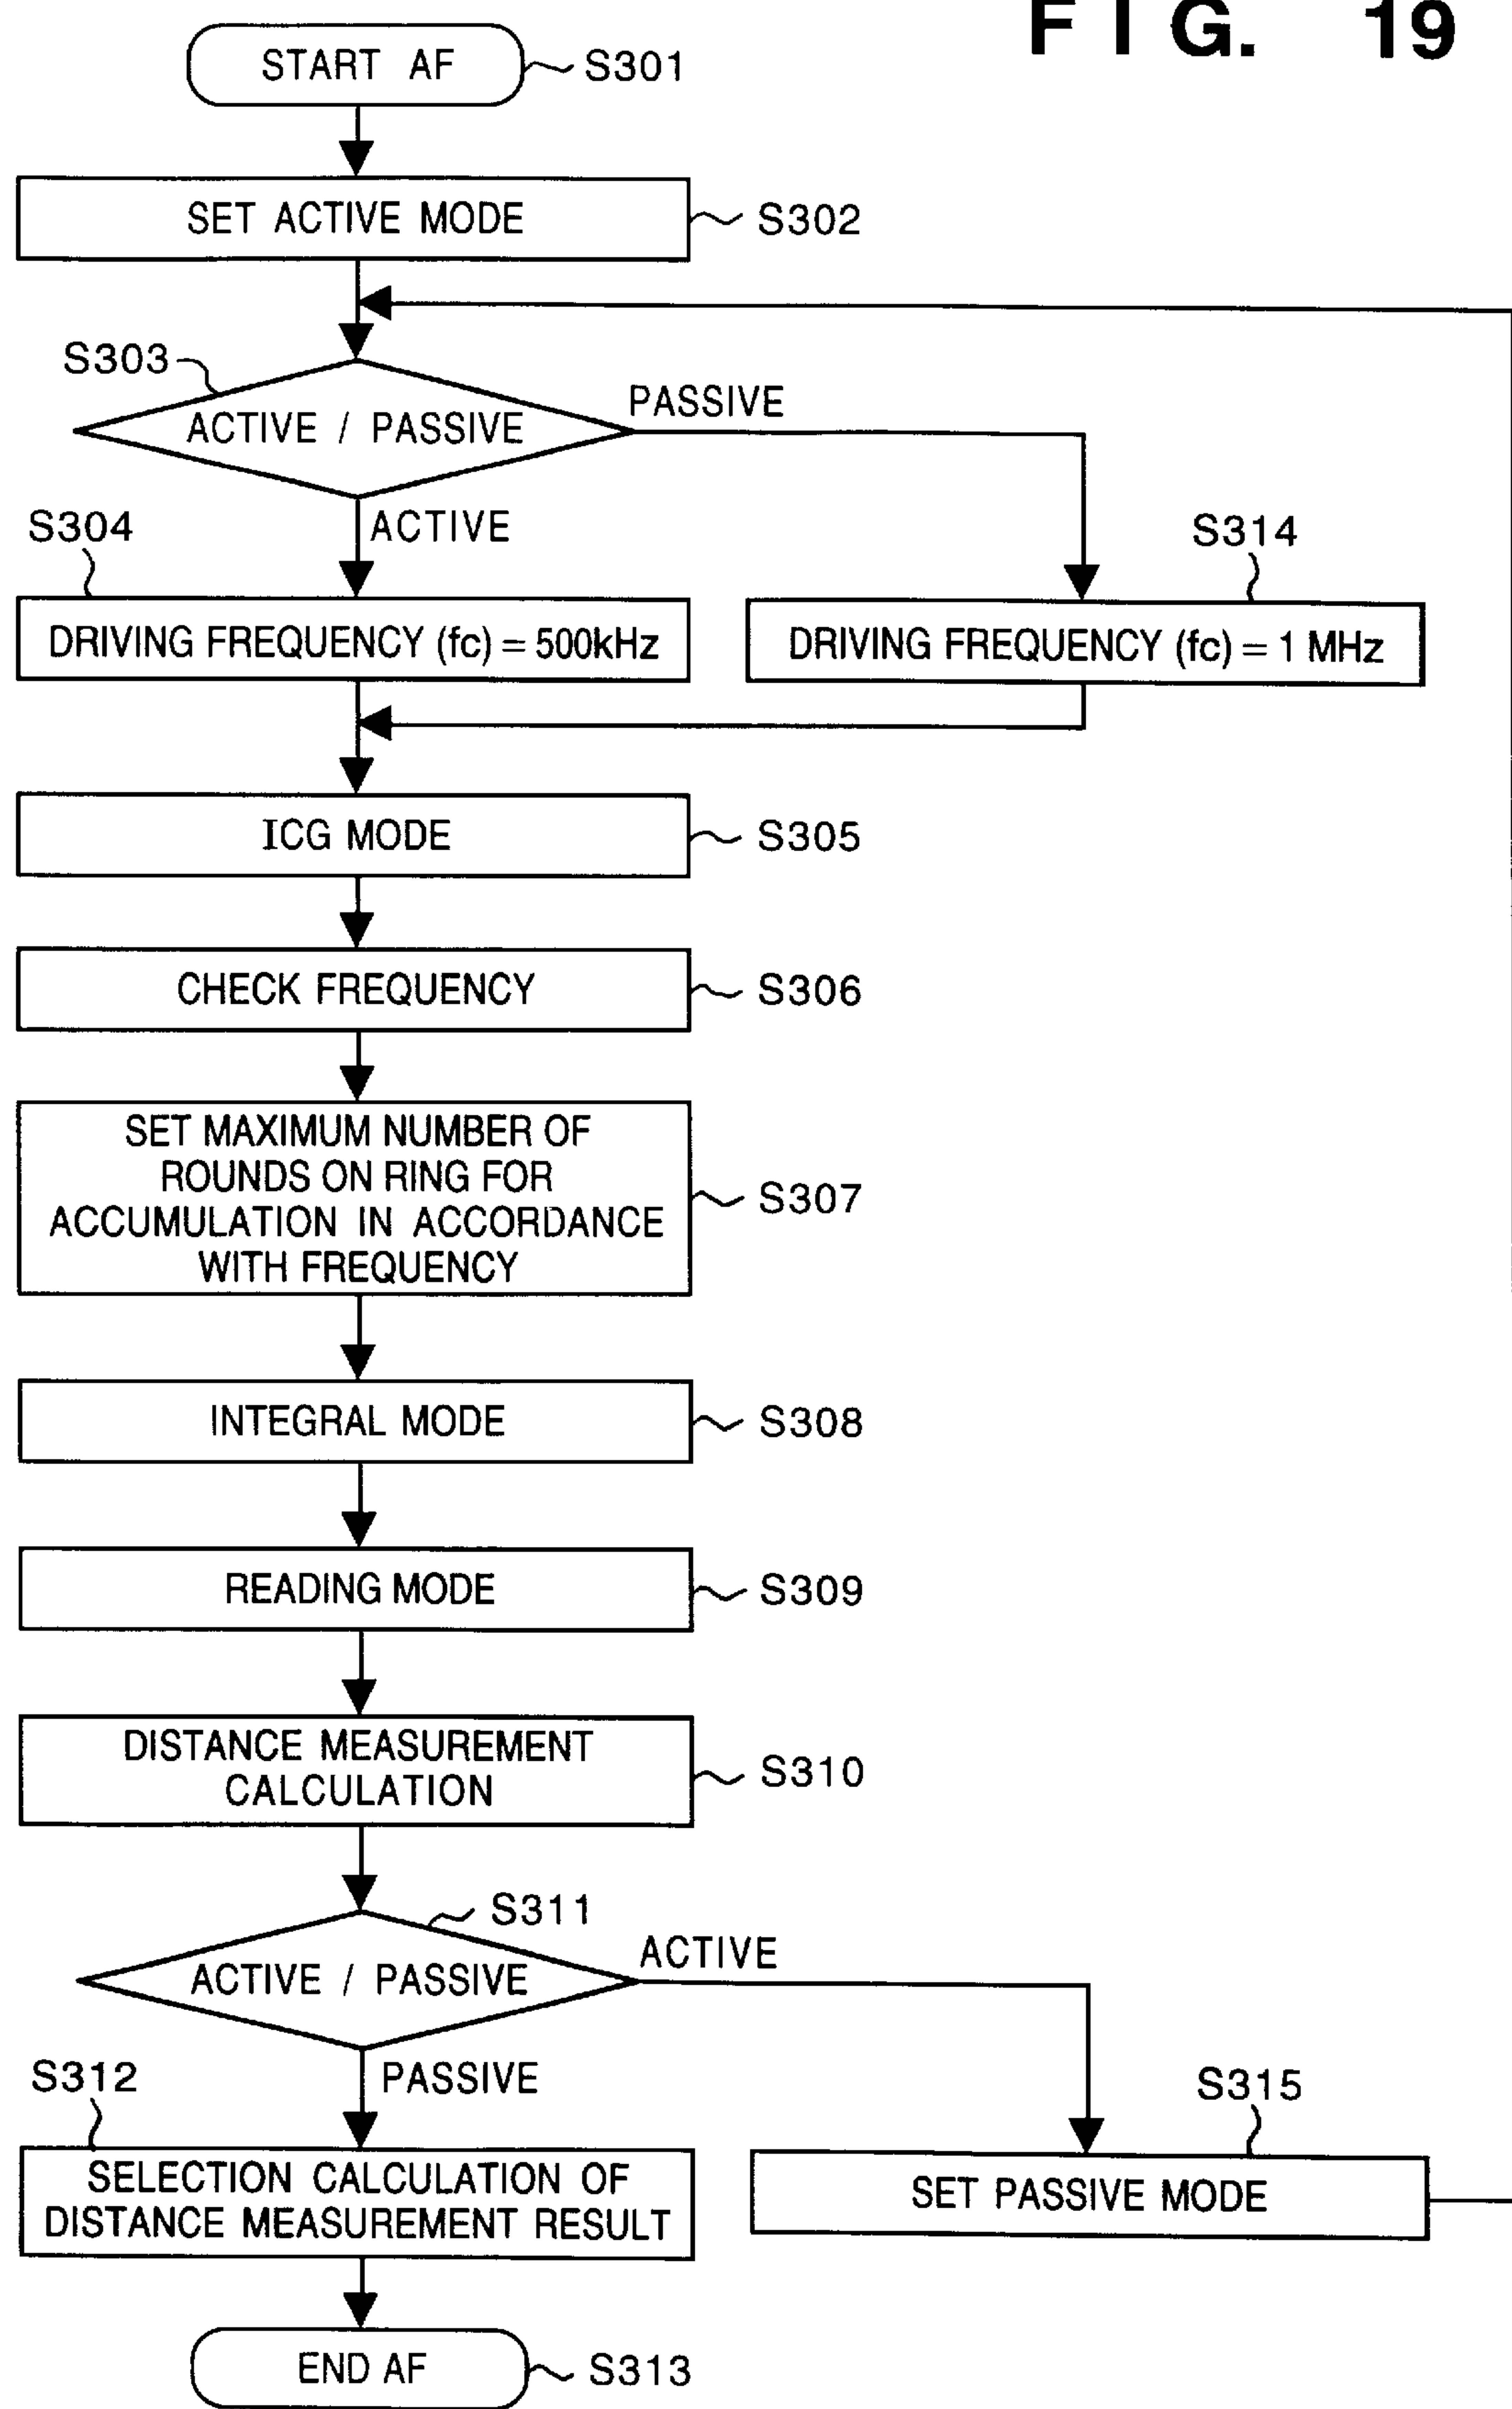 FIG. 19
START AF
S301
SET ACTIVE MODE
S302
S303
ACTIVE / PASSIVE
PASSIVE
ACTIVE
S304
DRIVING FREQUENCY (fc) = 500kHz
S314
DRIVING FREQUENCY (fc) = 1 MHz
ICG MODE
S305
CHECK FREQUENCY
S306
SET MAXIMUM NUMBER OF
ROUNDS ON RING FOR
ACCUMULATION IN ACCORDANCE
WITH FREQUENCY
S307
INTEGRAL MODE
S308
READING MODE
S309
DISTANCE MEASUREMENT
CALCULATION
S310
S311
ACTIVE / PASSIVE
ACTIVE
PASSIVE
S312
SELECTION CALCULATION OF
DISTANCE MEASUREMENT RESULT
S315
SET PASSIVE MODE
END AF
S313